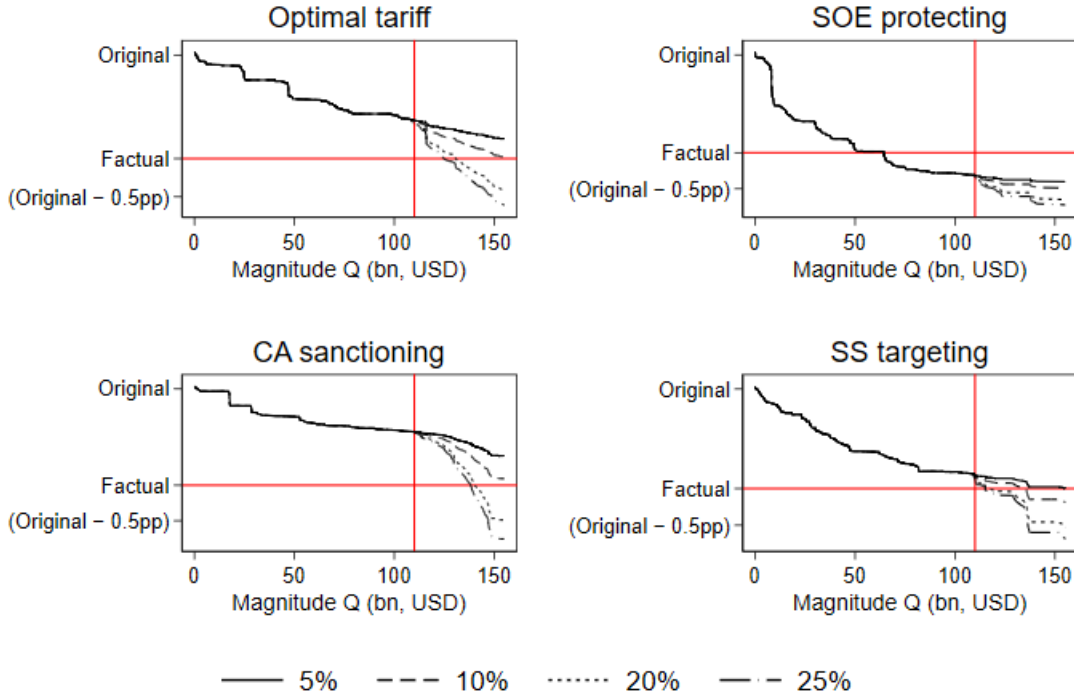 Optimal tariff
Original
Factual
(Original − 0.5pp)
0 50 100 150
Magnitude Q (bn, USD)
SOE protecting
Original
Factual
(Original − 0.5pp)
0 50 100 150
Magnitude Q (bn, USD)
CA sanctioning
Original
Factual
(Original − 0.5pp)
0 50 100 150
Magnitude Q (bn, USD)
SS targeting
Original
Factual
(Original − 0.5pp)
0 50 100 150
Magnitude Q (bn, USD)
5% 10% 20% 25%